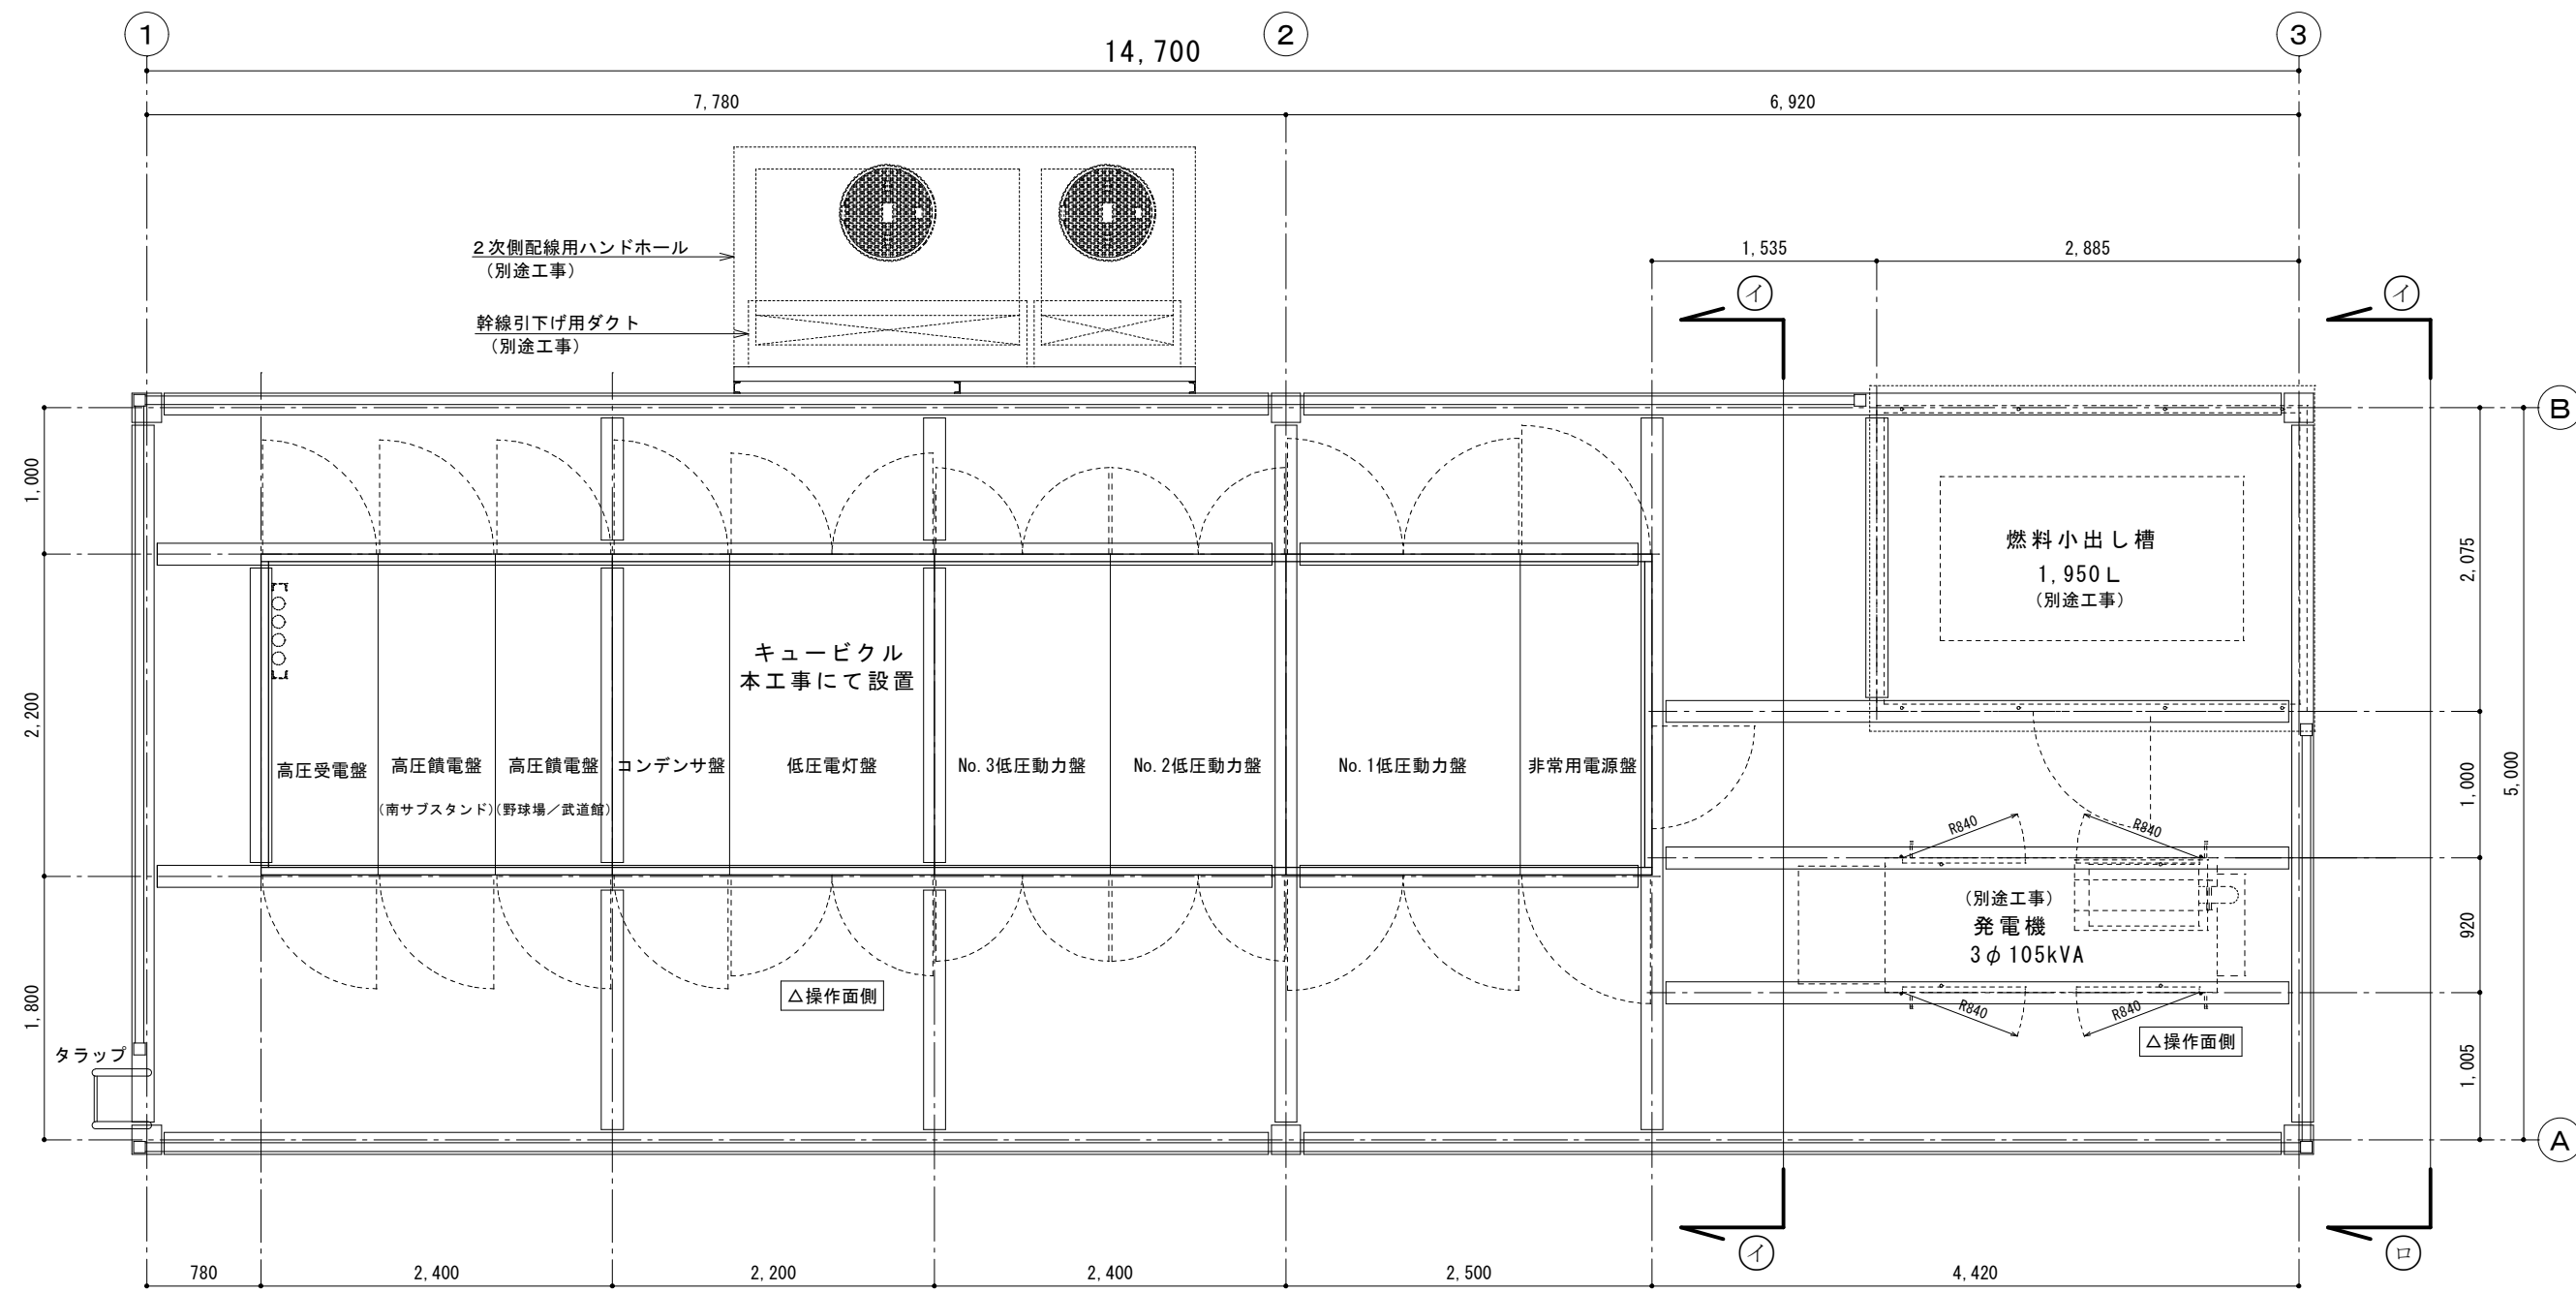 1
2
3
14,700
7,780
6,920
2次側配線用ハンドホール
(別途工事)
幹線引下げ用ダクト
(別途工事)
1,535
2,885
イ
イ
B
1,000
2,200
1,800
燃料小出し槽
1,950L
(別途工事)
2,075
1,000
5,000
920
1,005
キュービクル
本工事にて設置
高圧受電盤
高圧饋電盤
(南サブスタンド)
高圧饋電盤
(野球場/武道館)
コンデンサ盤
低圧電灯盤
No.3低圧動力盤
No.2低圧動力盤
No.1低圧動力盤
非常用電源盤
R840
R840
(別途工事)
発電機
3φ105kVA
R840
R840
△操作面側
△操作面側
タラップ
A
イ
ロ
780
2,400
2,200
2,400
2,500
4,420